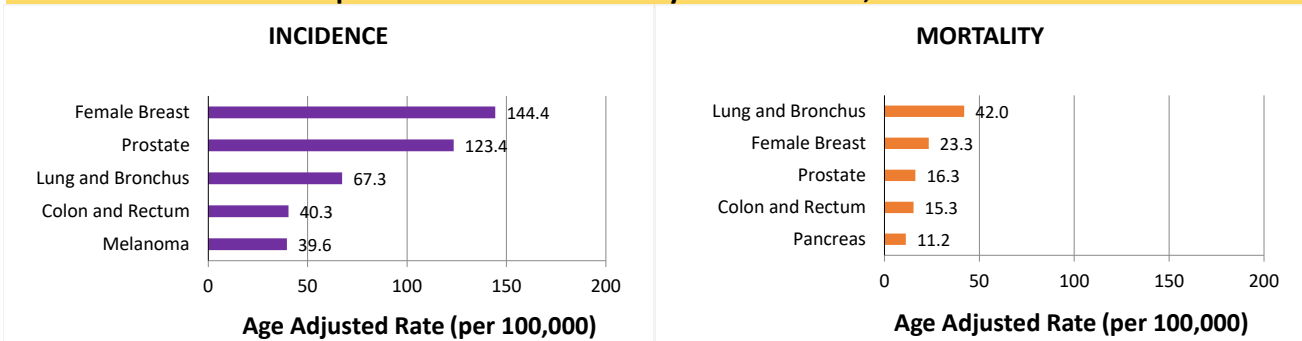 INCIDENCE
Female Breast 144.4
Prostate 123.4
Lung and Bronchus 67.3
Colon and Rectum 40.3
Melanoma 39.6
0 50 100 150 200
Age Adjusted Rate (per 100,000)
MORTALITY
Lung and Bronchus 42.0
Female Breast 23.3
Prostate 16.3
Colon and Rectum 15.3
Pancreas 11.2
0 50 100 150 200
Age Adjusted Rate (per 100,000)